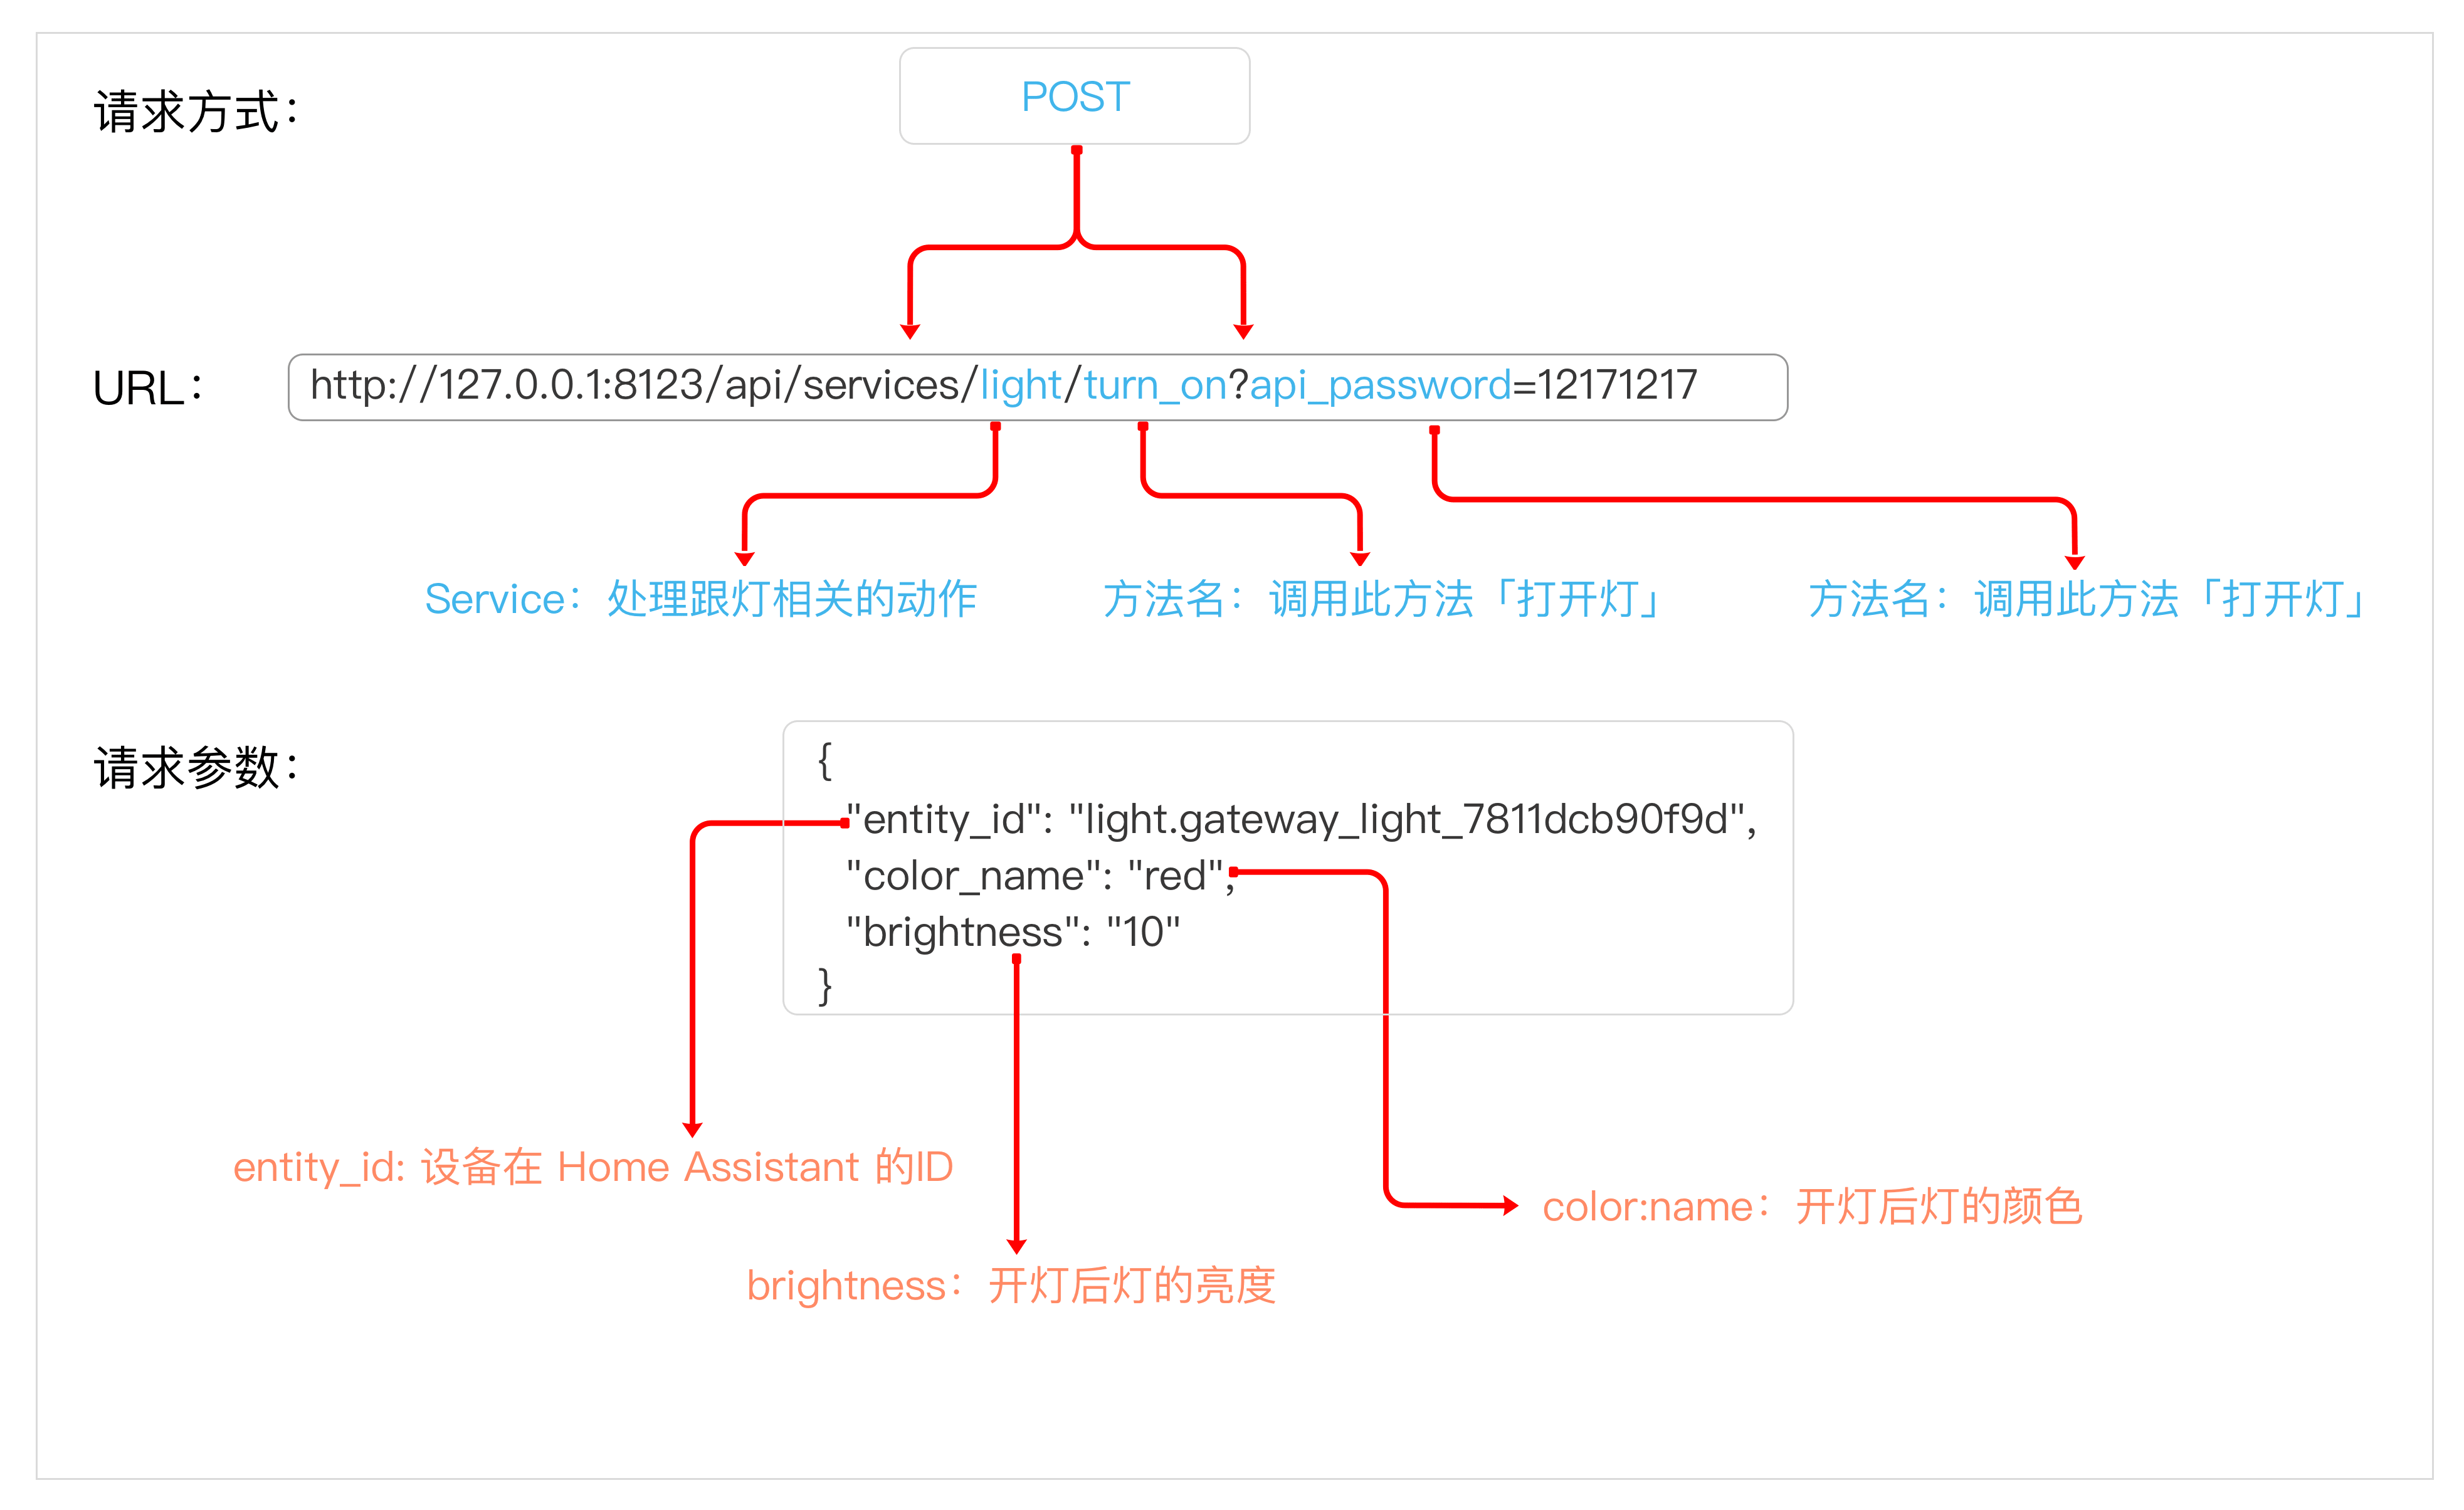 请求方式：
POST
URL：
http://127.0.0.1:8123/api/services/light/turn_on?api_password=12171217
Service：处理跟灯相关的动作
方法名：调用此方法「打开灯」
方法名：调用此方法「打开灯」
请求参数：
{
"entity_id": "light.gateway_light_7811dcb90f9d",
"color_name": "red",
"brightness": "10"
}
entity_id: 设备在 Home Assistant 的ID
color:name：开灯后灯的颜色
brightness：开灯后灯的亮度